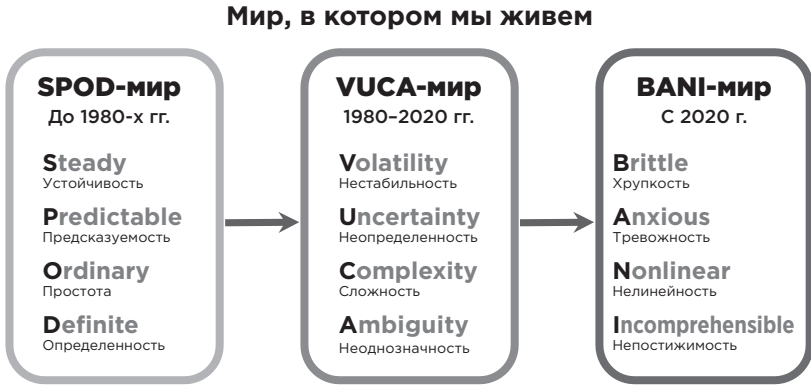 Мир, в котором мы живем
SPOD-мир
До 1980-х гг.
Steady
Устойчивость
Predictable
Предсказуемость
Ordinary
Простота
Definite
Определенность
VUCA-мир
1980–2020 гг.
Volatility
Нестабильность
Uncertainty
Неопределенность
Complexity
Сложность
Ambiguity
Неоднозначность
BANI-мир
С 2020 г.
Brittle
Хрупкость
Anxious
Тревожность
Nonlinear
Нелинейность
Incomprehensible
Непостижимость